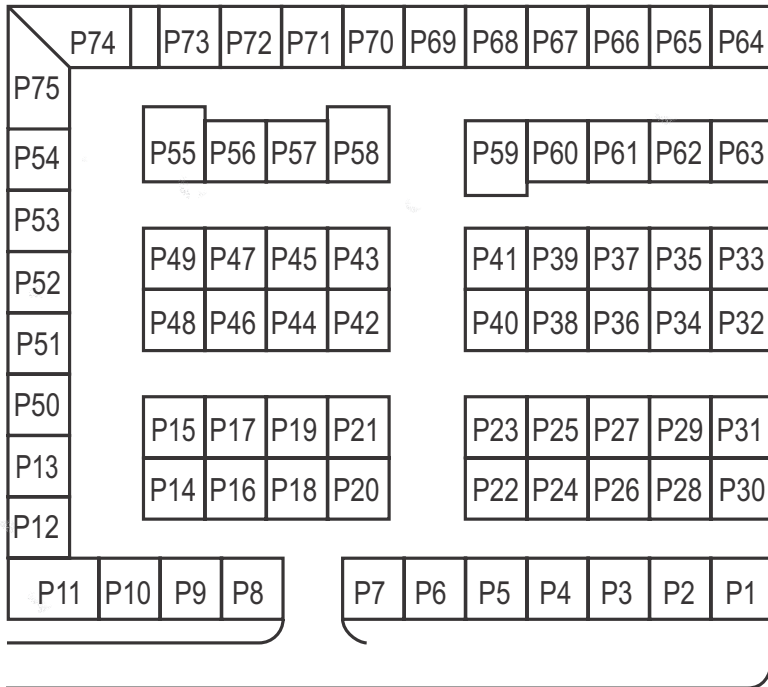 P74 P73 P72 P71 P70 P69 P68 P67 P66 P65 P64
P75
P55 P56 P57 P58 P59 P60 P61 P62 P63
P54
P53
P49 P47 P45 P43 P41 P39 P37 P35 P33
P52
P48 P46 P44 P42 P40 P38 P36 P34 P32
P51
P50
P15 P17 P19 P21 P23 P25 P27 P29 P31
P13
P14 P16 P18 P20 P22 P24 P26 P28 P30
P12
P11 P10 P9 P8 P7 P6 P5 P4 P3 P2 P1